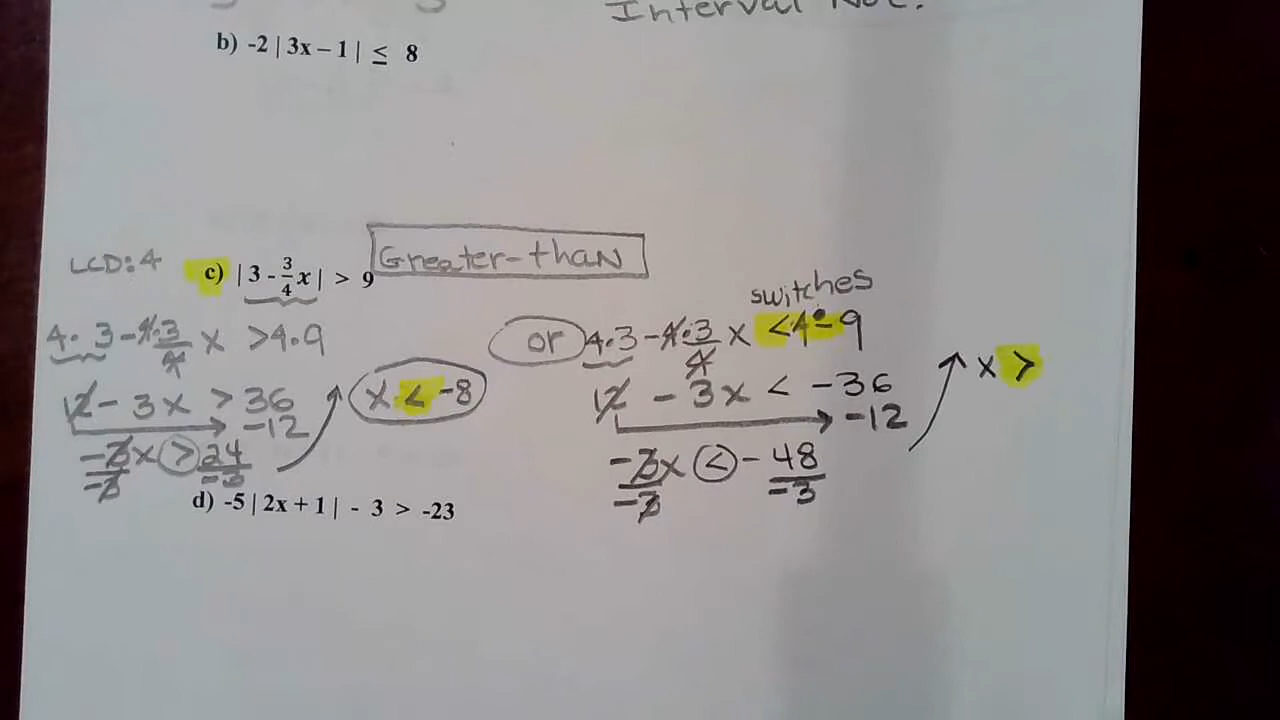 Interval Not.
b) -2 | 3x – 1 | ≤ 8
Greater-than
LCD: 4
c) | 3 - 3/4 x | > 9
switches
4 · 3 - 4·3/4 x > 4·9
or 4·3 - 4·3/4 x < 4·-9
x < -8
x >
12 - 3x > 36
12 - 3x < -36
-12
-12
-3x/-3 > 24/-3
-3x/-3 < -48/-3
d) -5 | 2x + 1 | - 3 > -23